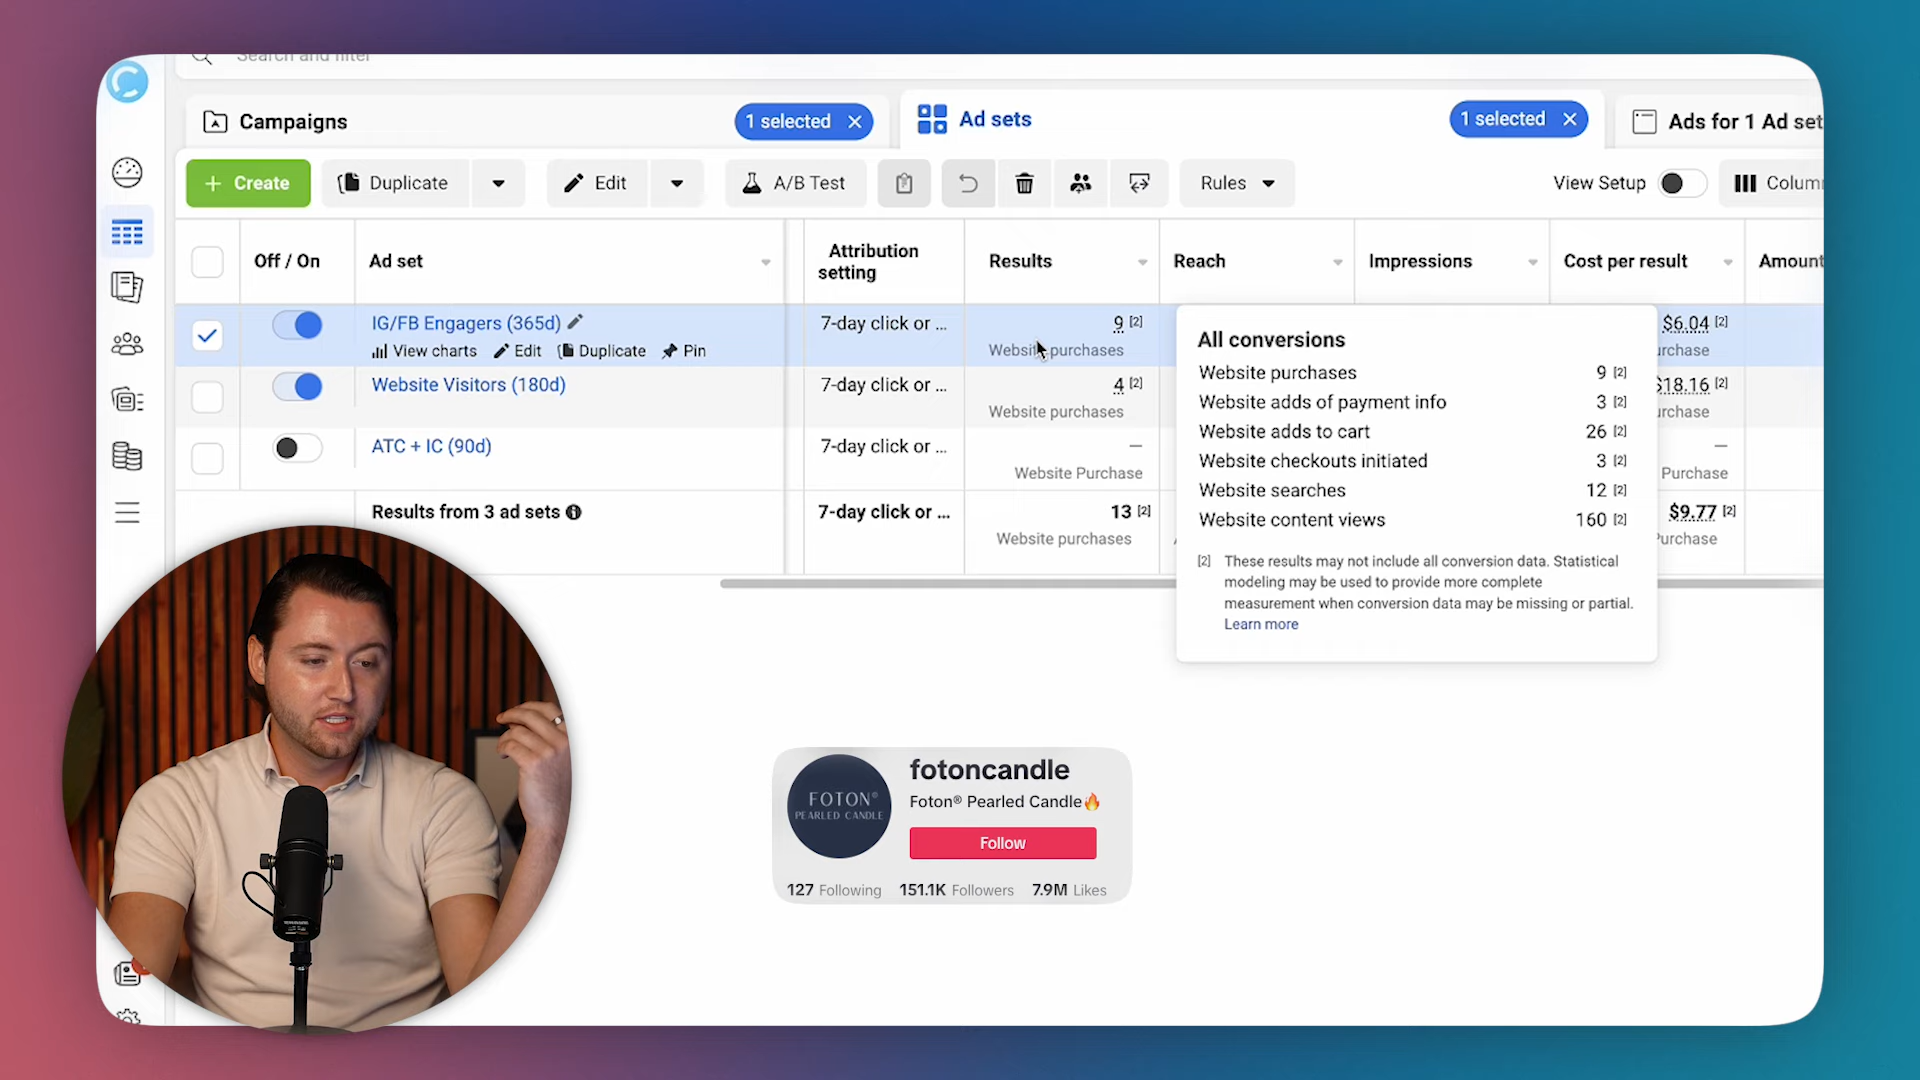 Search and filter
Campaigns
1 selected
Ad sets
1 selected
Ads for 1 Ad set
+ Create
Duplicate
Edit
A/B Test
Rules
View Setup
Off / On
Ad set
Attribution
setting
Results
Reach
Impressions
Cost per result
Amount
IG/FB Engagers (365d)
View charts
Edit
Duplicate
Pin
7-day click or ...
9 [2]
Website purchases
$6.04 [2]
Website Visitors (180d)
7-day click or ...
4 [2]
Website purchases
$18.16 [2]
ATC + IC (90d)
7-day click or ...
—
Website Purchase
—
Purchase
Results from 3 ad sets
7-day click or ...
13 [2]
Website purchases
$9.77 [2]
All conversions
Website purchases 9 [2]
Website adds of payment info 3 [2]
Website adds to cart 26 [2]
Website checkouts initiated 3 [2]
Website searches 12 [2]
Website content views 160 [2]
[2] These results may not include all conversion data. Statistical
modeling may be used to provide more complete
measurement when conversion data may be missing or partial.
Learn more
FOTON®
PEARLED CANDLE
fotoncandle
Foton® Pearled Candle🔥
Follow
127 Following 151.1K Followers 7.9M Likes